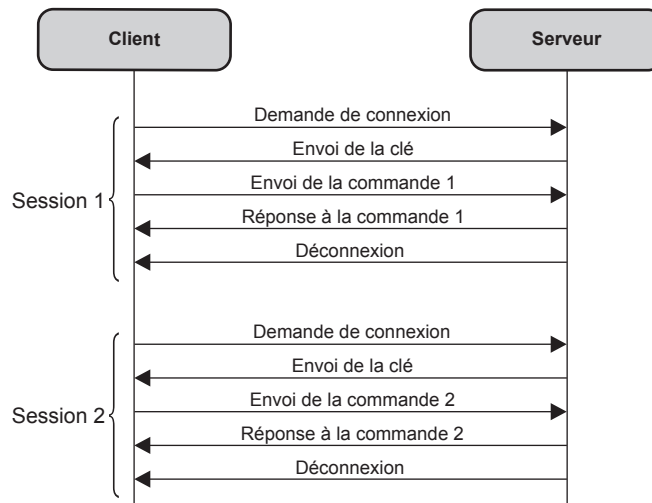 Client
Serveur
Demande de connexion
Envoi de la clé
Envoi de la commande 1
Session 1
Réponse à la commande 1
Déconnexion
Demande de connexion
Envoi de la clé
Envoi de la commande 2
Session 2
Réponse à la commande 2
Déconnexion